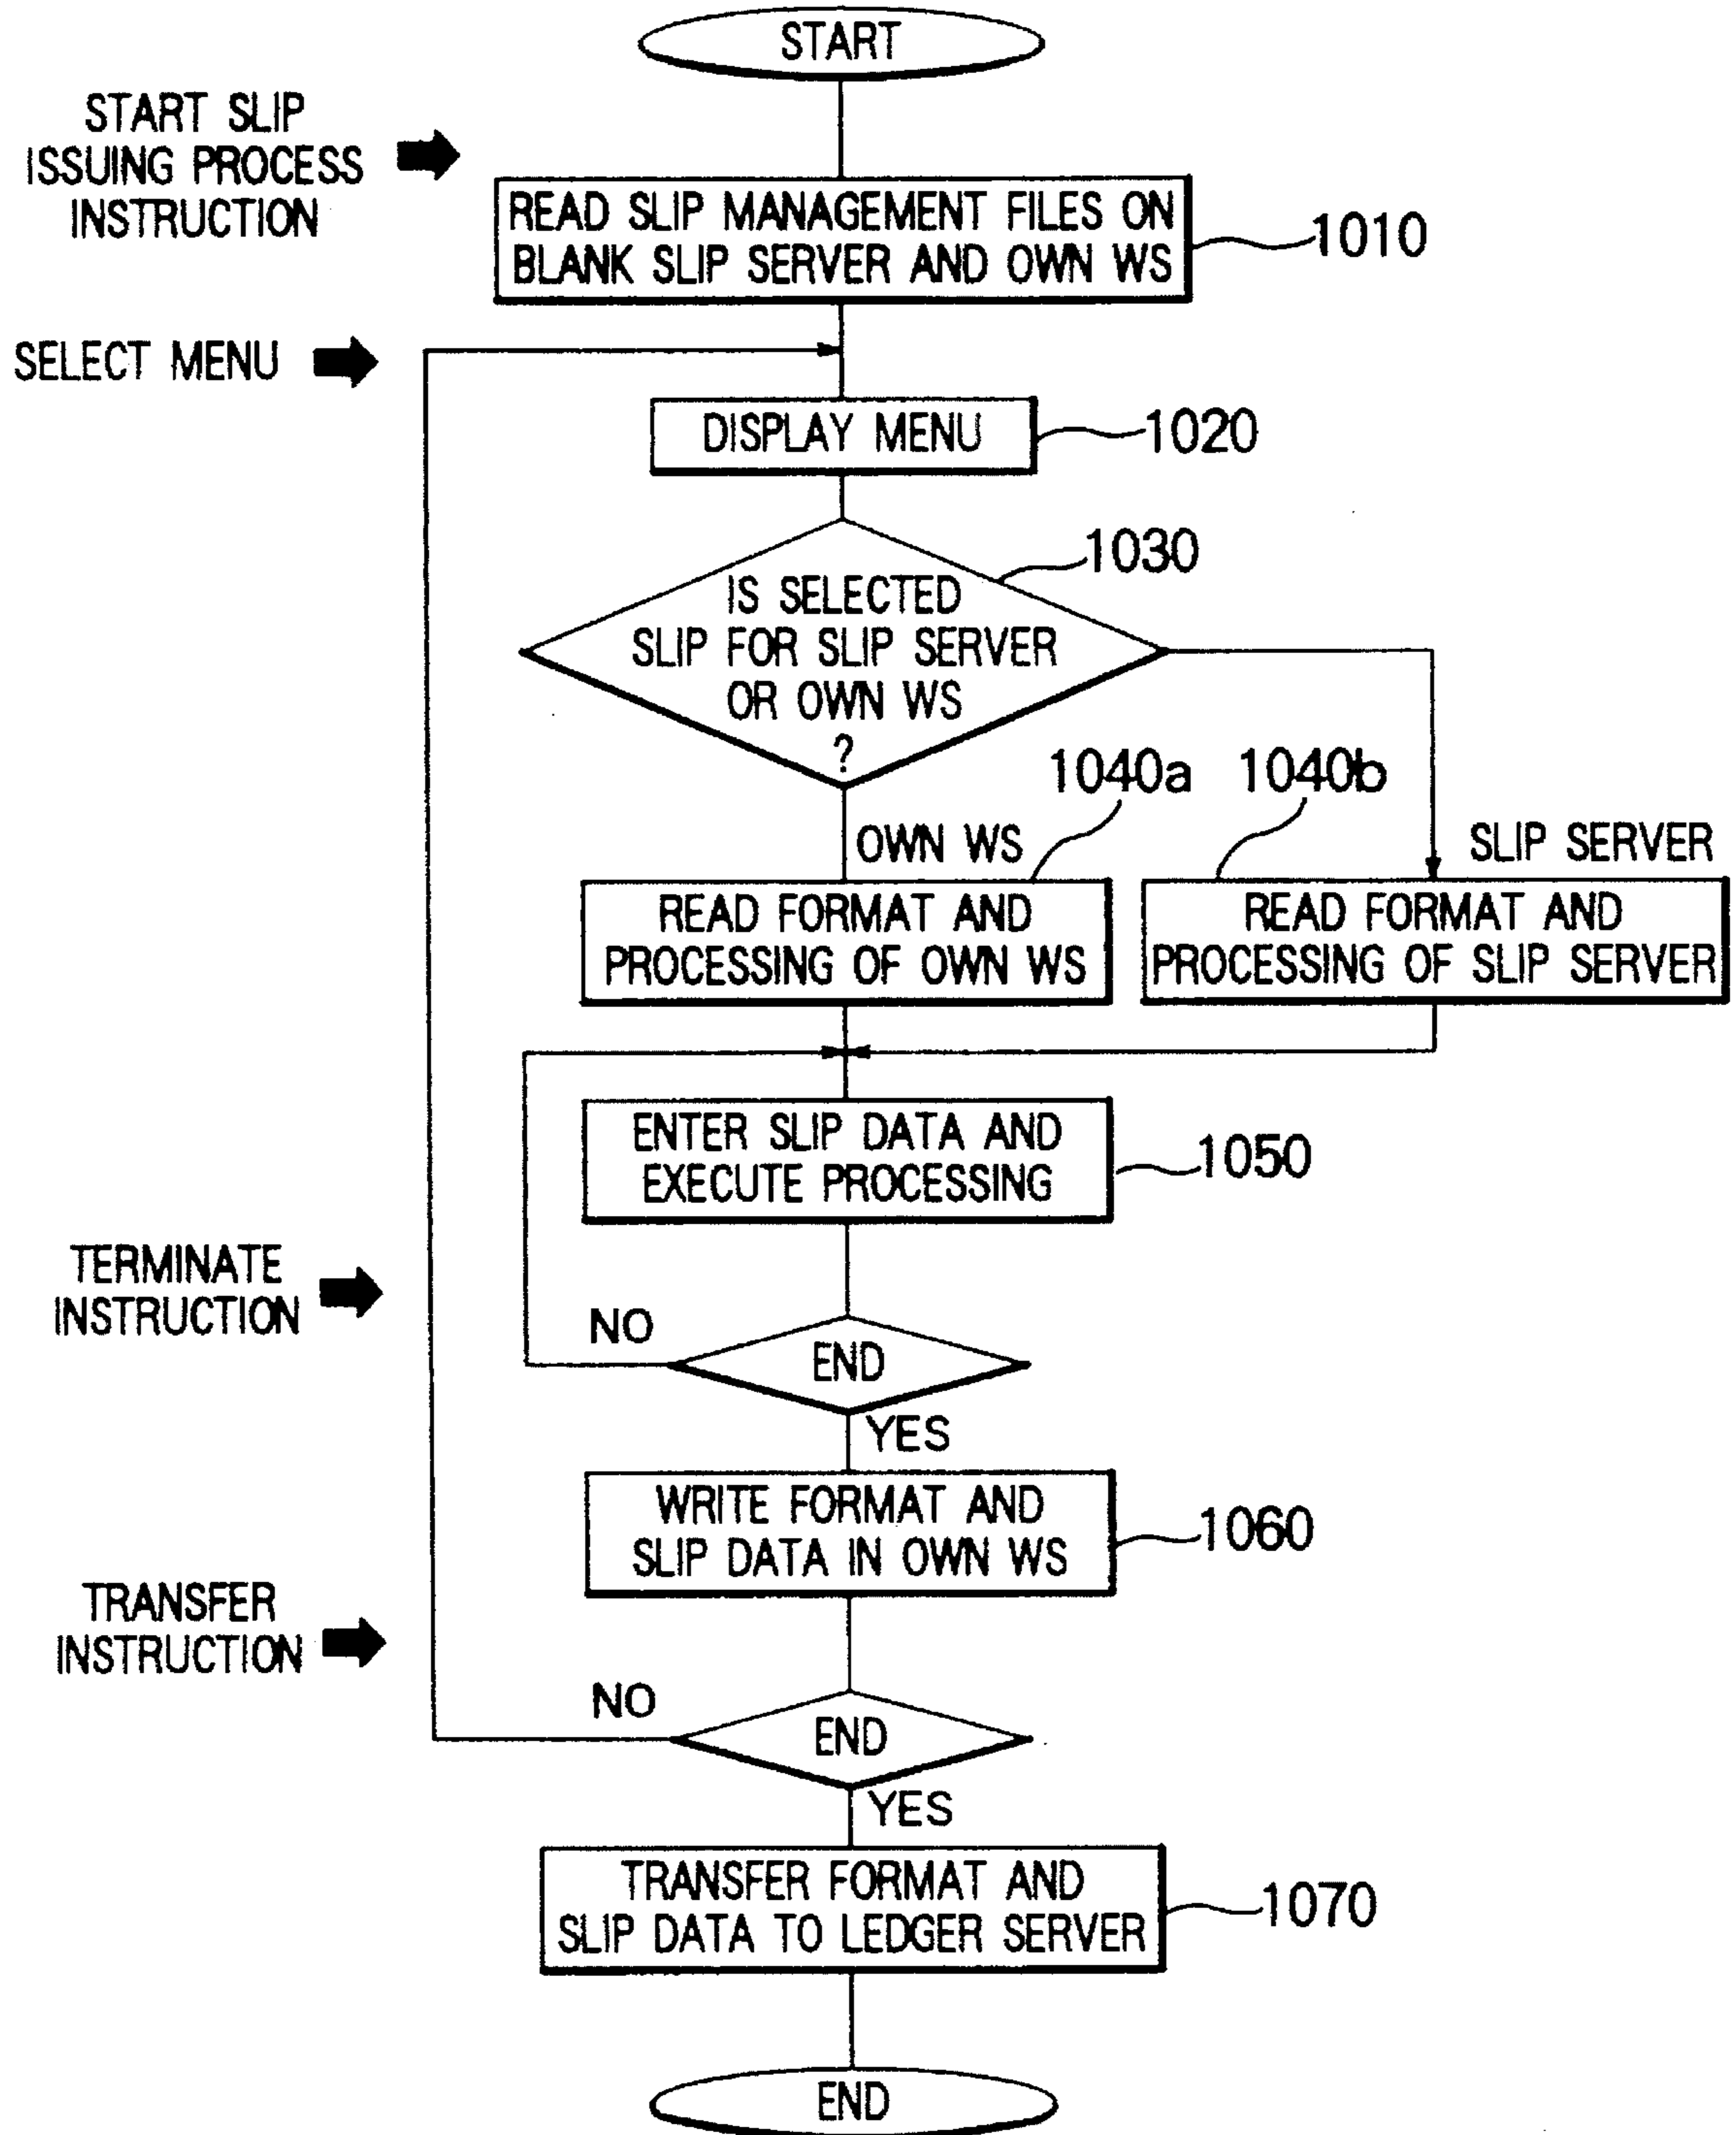 START
START SLIP
ISSUING PROCESS
INSTRUCTION
READ SLIP MANAGEMENT FILES ON
BLANK SLIP SERVER AND OWN WS
1010
SELECT MENU
DISPLAY MENU
1020
1030
IS SELECTED
SLIP FOR SLIP SERVER
OR OWN WS
?
1040a
1040b
OWN WS
SLIP SERVER
READ FORMAT AND
PROCESSING OF OWN WS
READ FORMAT AND
PROCESSING OF SLIP SERVER
ENTER SLIP DATA AND
EXECUTE PROCESSING
1050
TERMINATE
INSTRUCTION
NO
END
YES
WRITE FORMAT AND
SLIP DATA IN OWN WS
1060
TRANSFER
INSTRUCTION
NO
END
YES
TRANSFER FORMAT AND
SLIP DATA TO LEDGER SERVER
1070
END